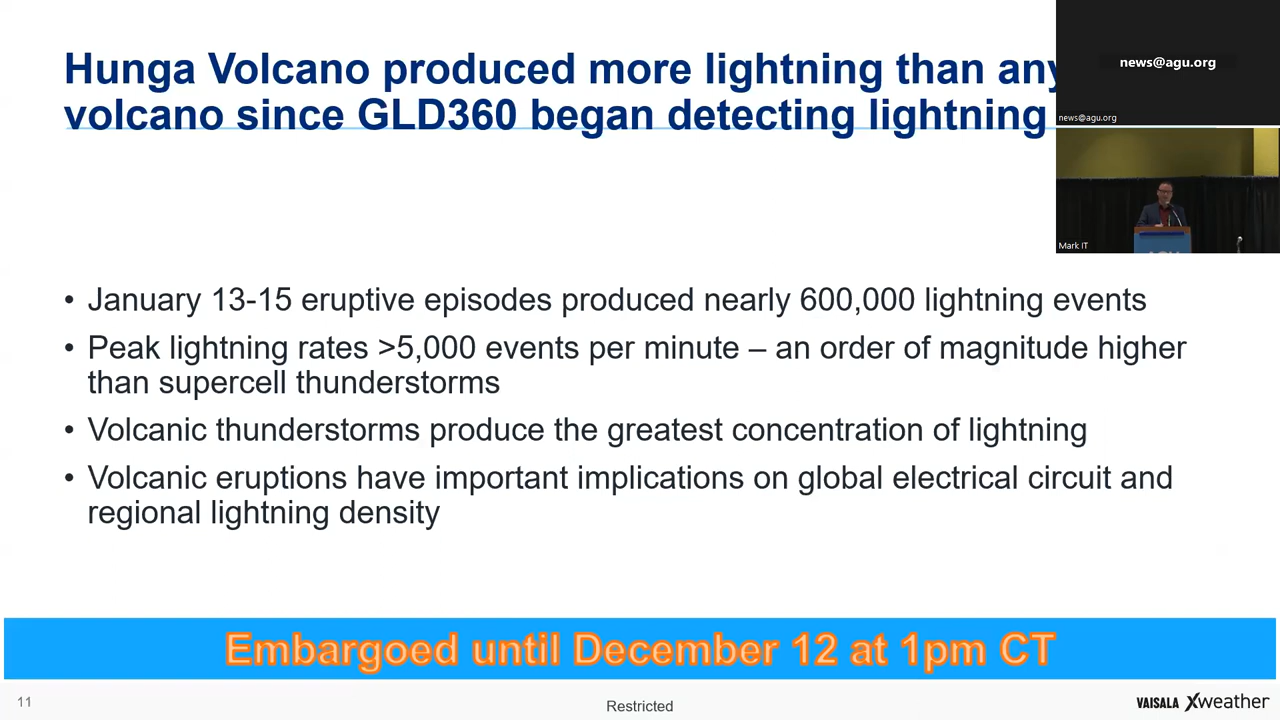 Hunga Volcano produced more lightning than any
volcano since GLD360 began detecting lightning
news@agu.org
news@agu.org
Mark IT
• January 13-15 eruptive episodes produced nearly 600,000 lightning events
• Peak lightning rates >5,000 events per minute – an order of magnitude higher
than supercell thunderstorms
• Volcanic thunderstorms produce the greatest concentration of lightning
• Volcanic eruptions have important implications on global electrical circuit and
regional lightning density
Embargoed until December 12 at 1pm CT
11
Restricted
VAISALA Xweather